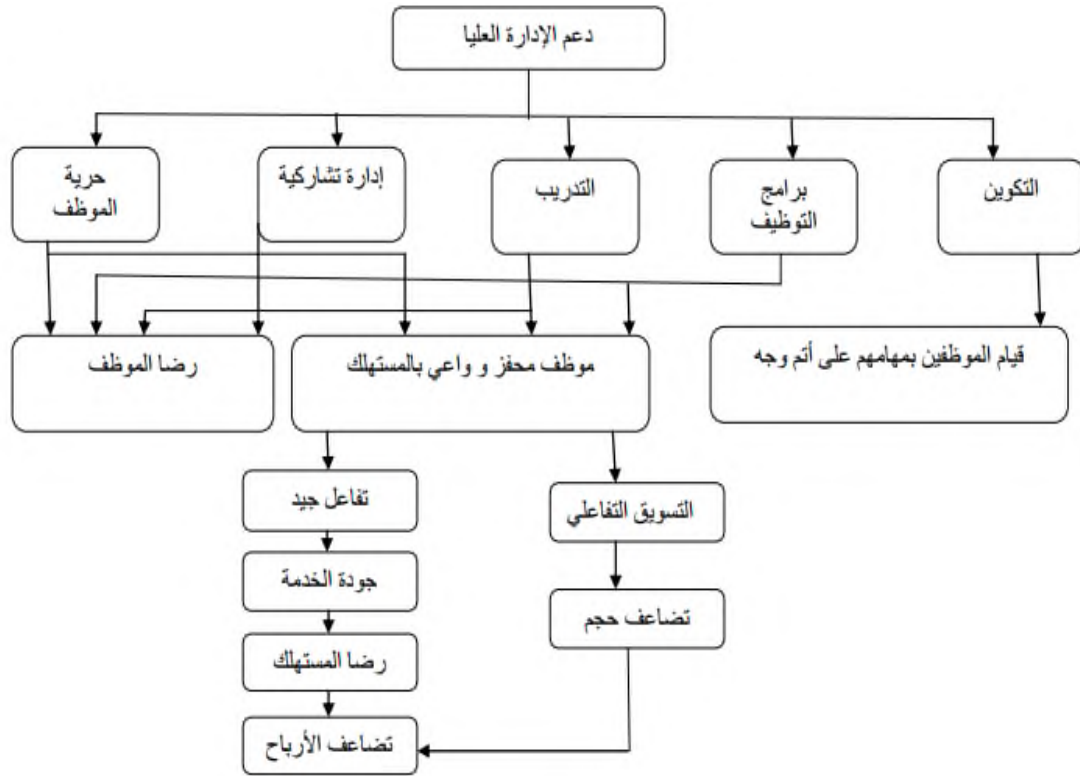 دعم الإدارة العليا
التكوين
برامج
التوظيف
التدريب
إدارة تشاركية
حرية
الموظف
قيام الموظفين بمهامهم على أتم وجه
موظف محفز و واعي بالمستهلك
رضا الموظف
تفاعل جيد
التسويق التفاعلي
جودة الخدمة
تضاعف حجم
رضا المستهلك
تضاعف الأرباح